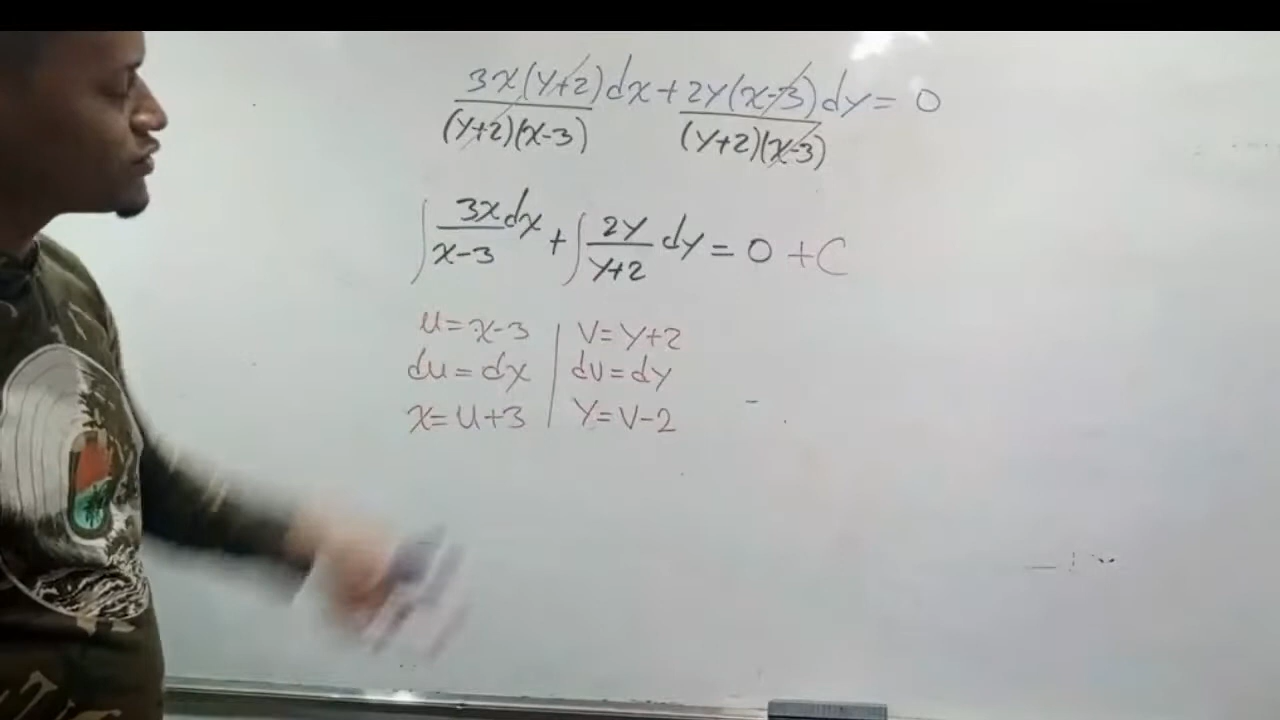 3x(y+2)dx + 2y(x-3)dy = 0
(y+2)(x-3) (y+2)(x-3)
∫ 3x dx + ∫ 2y dy = 0 + C
x-3 y+2
u = x-3 | v = y+2
du = dx | dv = dy
x = u+3 | y = v-2